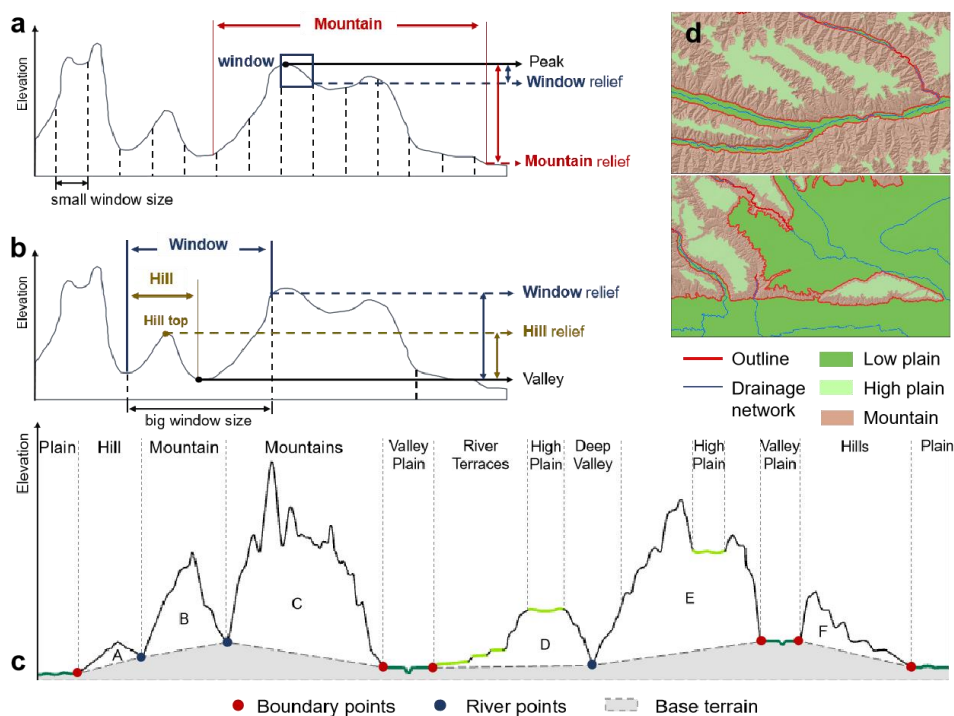 a
Elevation
Mountain
window
Peak
Window relief
Mountain relief
small window size
b
Elevation
Window
Hill
Hill top
Window relief
Hill relief
Valley
big window size
d
Outline
Drainage
network
Low plain
High plain
Mountain
c
Elevation
Plain
Hill
Mountain
Mountains
Valley
Plain
River
Terraces
High
Plain
Deep
Valley
High
Plain
Valley
Plain
Hills
Plain
A
B
C
D
E
F
Boundary points
River points
Base terrain